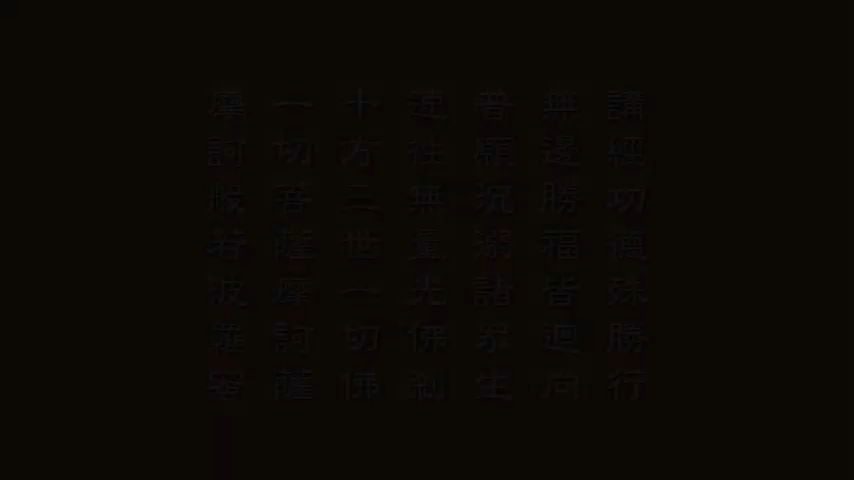 講經功德殊勝行
無邊勝福皆迴向
普願沉溺諸眾生
速往無量光佛剎
十方三世一切佛
一切菩薩摩訶薩
摩訶般若波羅密